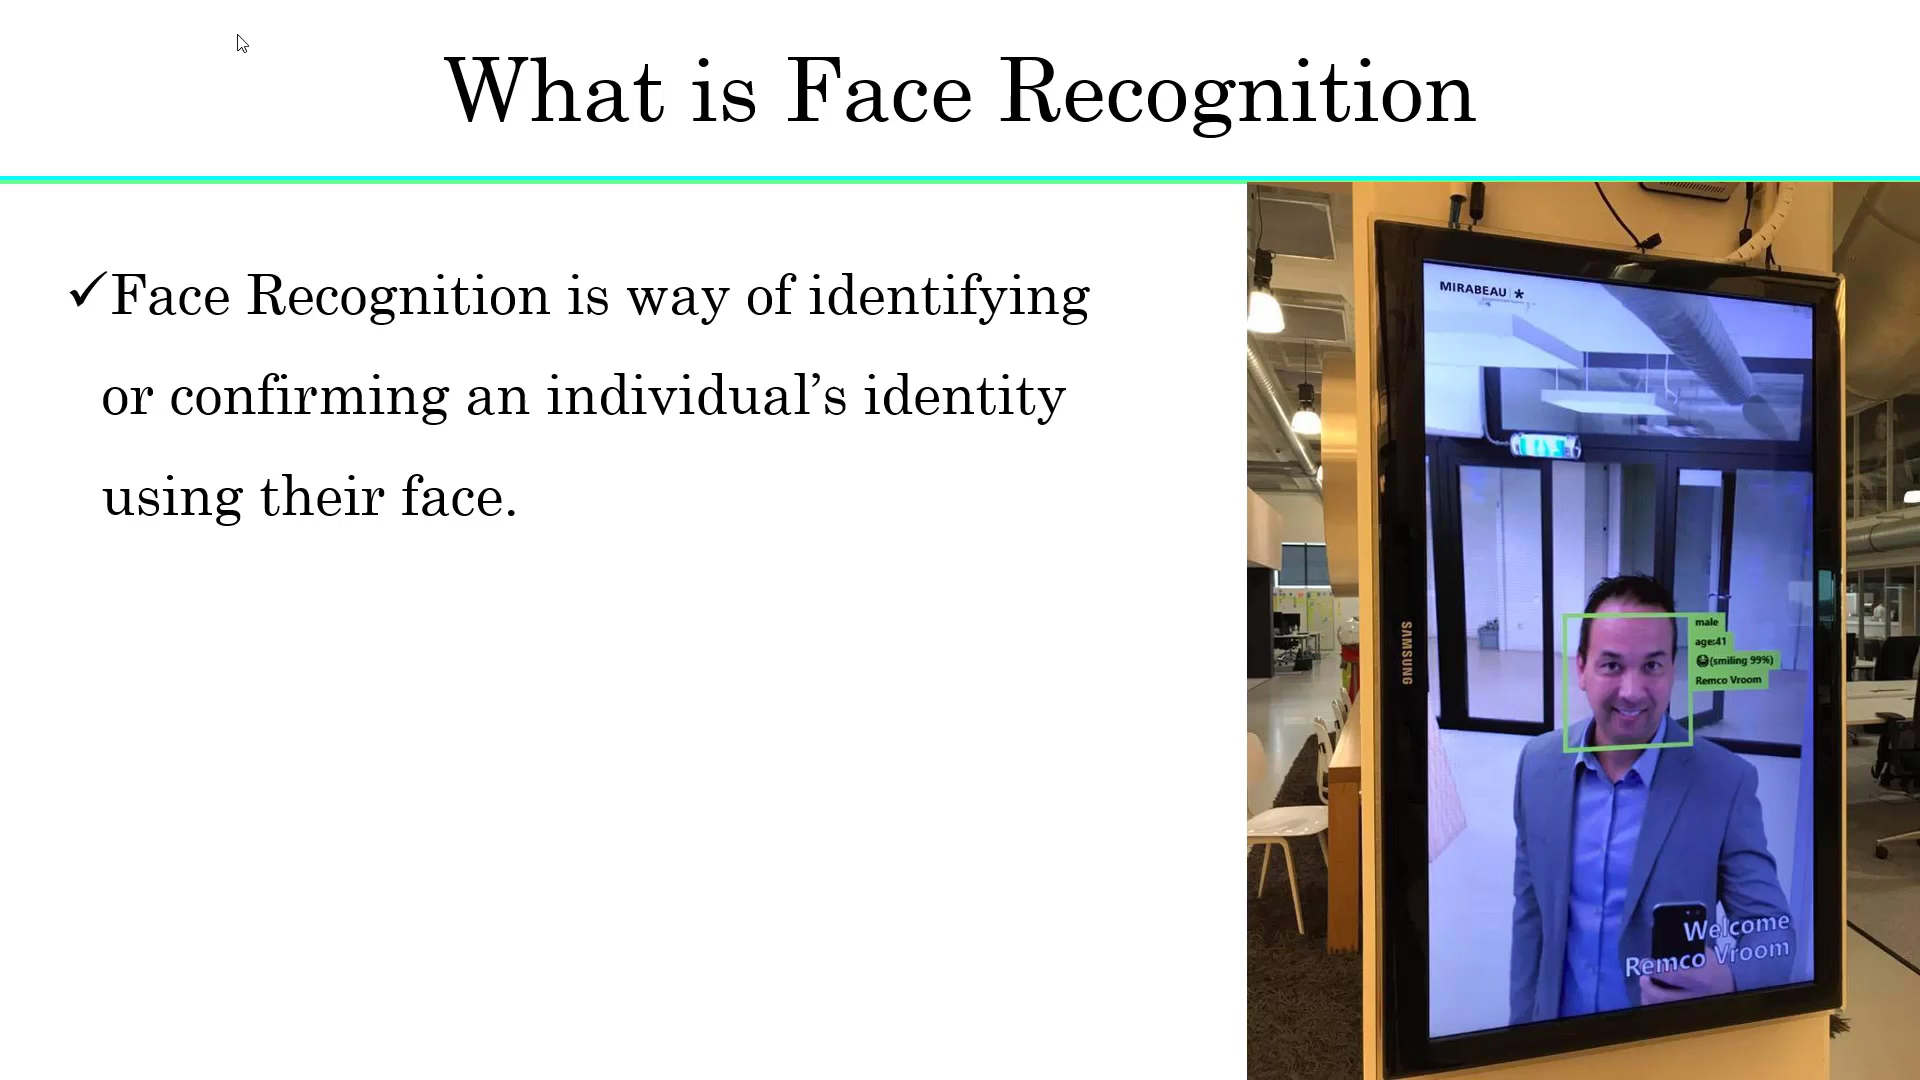 What is Face Recognition
✓Face Recognition is way of identifying
or confirming an individual’s identity
using their face.
MIRABEAU
SAMSUNG
male
age:41
(smiling 99%)
Remco Vroom
Welcome
Remco Vroom